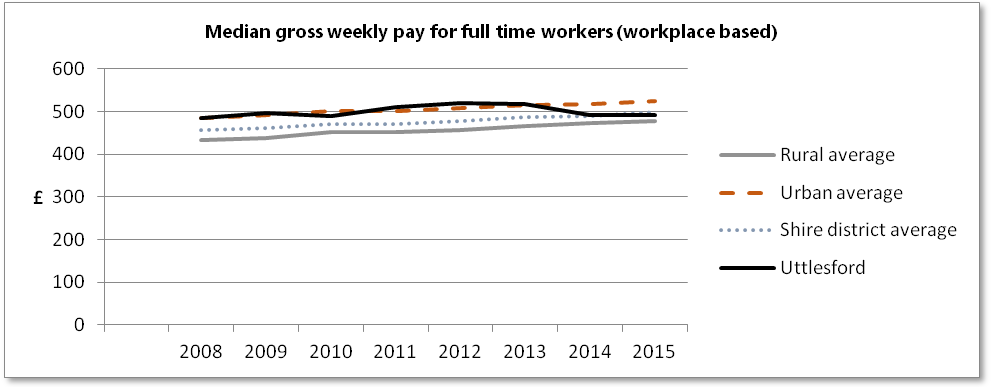 Median gross weekly pay for full time workers (workplace based)
600
500
400
300
200
100
0
£
2008 2009 2010 2011 2012 2013 2014 2015
Rural average
Urban average
Shire district average
Uttlesford